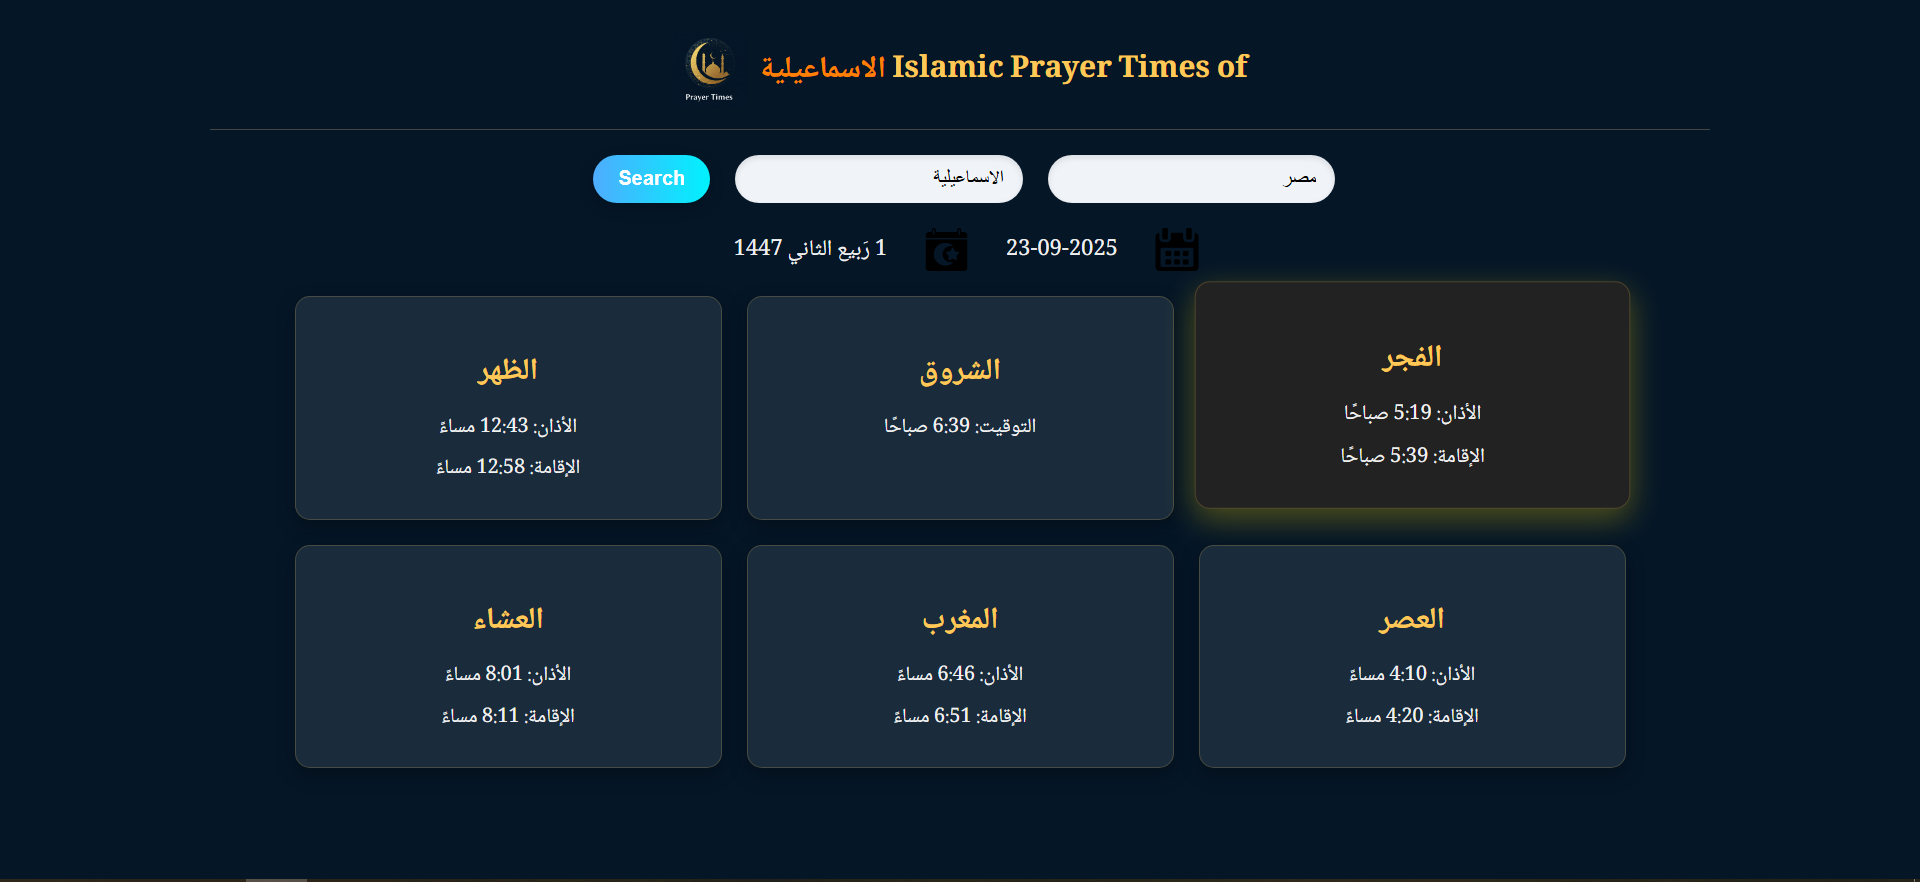 Islamic Prayer Times of الاسماعيلية
Prayer Times
مصر
الاسماعيلية
Search
23-09-2025
1 رَبيع الثاني 1447
الفجر
الأذان: 5:19 صباحًا
الإقامة: 5:39 صباحًا
الشروق
التوقيت: 6:39 صباحًا
الظهر
الأذان: 12:43 مساءً
الإقامة: 12:58 مساءً
العصر
الأذان: 4:10 مساءً
الإقامة: 4:20 مساءً
المغرب
الأذان: 6:46 مساءً
الإقامة: 6:51 مساءً
العشاء
الأذان: 8:01 مساءً
الإقامة: 8:11 مساءً